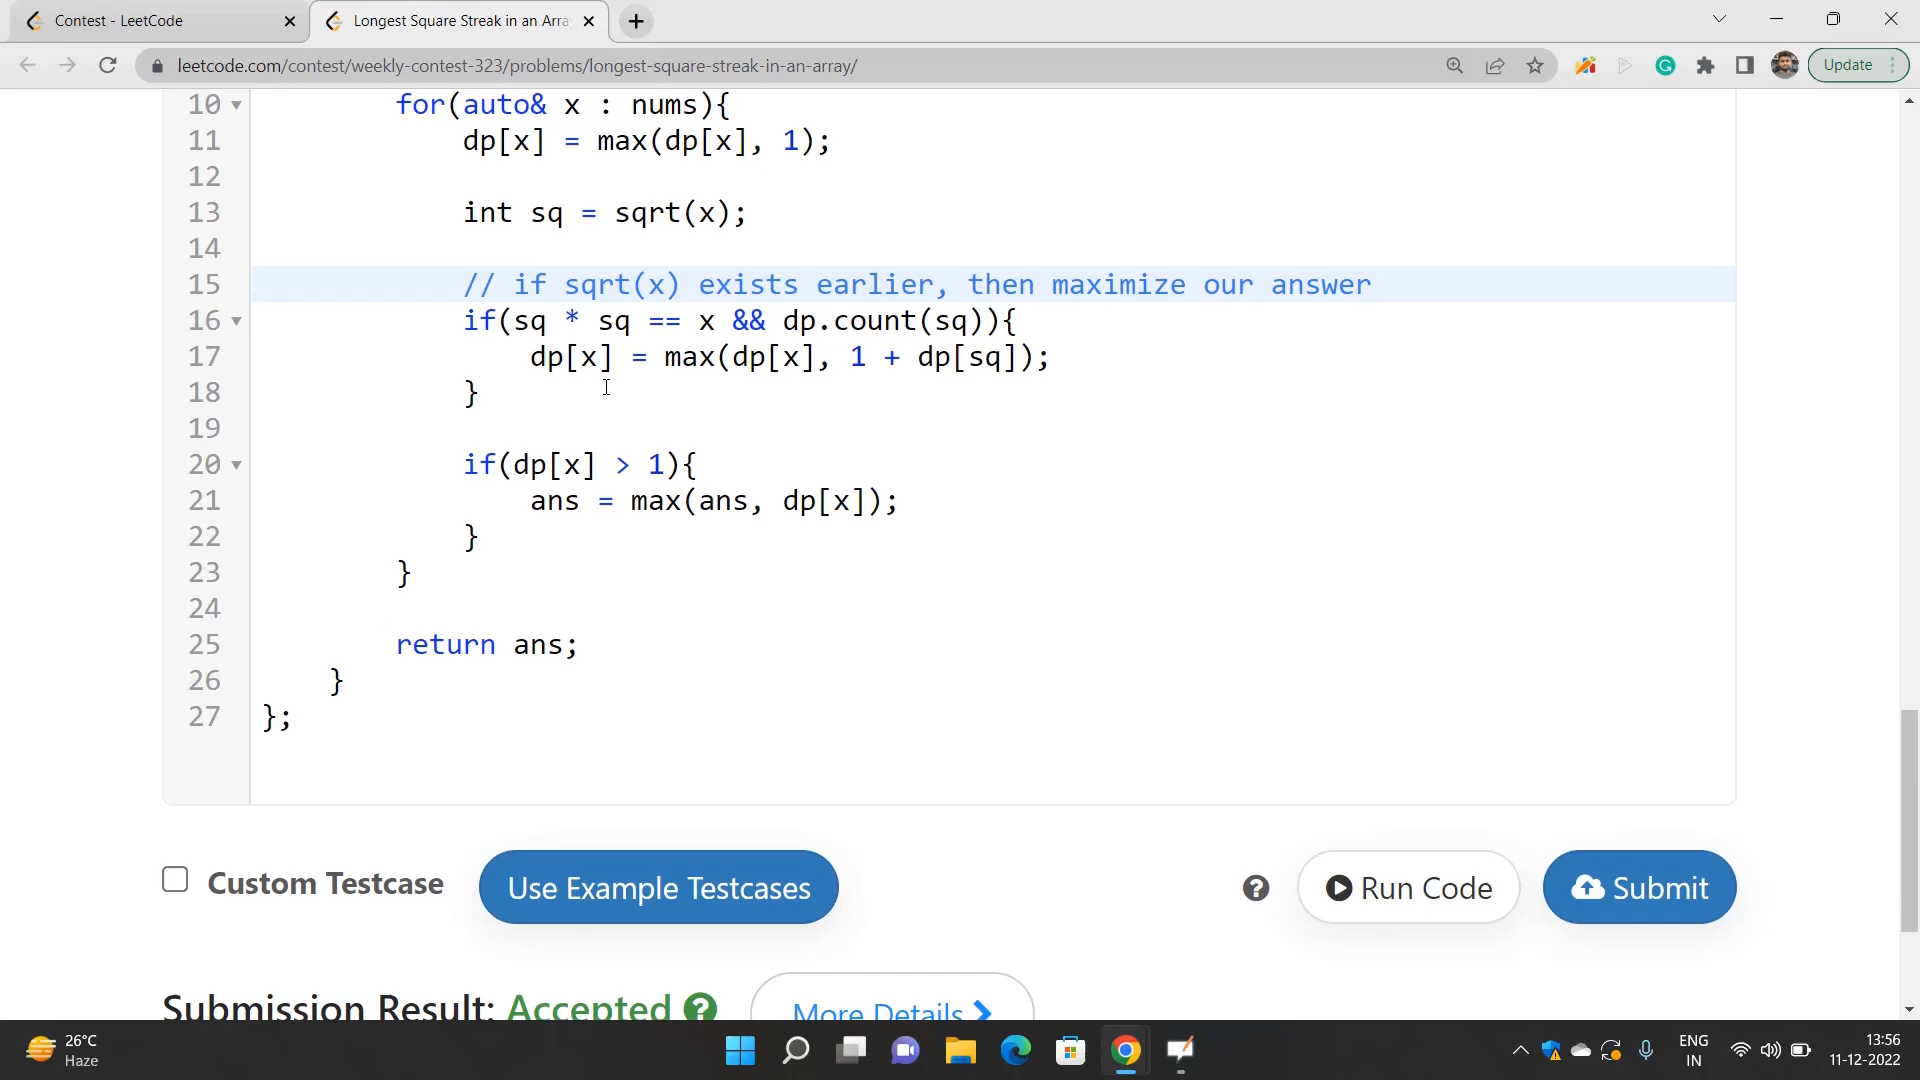 Contest - LeetCode
Longest Square Streak in an Arra
leetcode.com/contest/weekly-contest-323/problems/longest-square-streak-in-an-array/
Update
10 for(auto& x : nums){
11 dp[x] = max(dp[x], 1);
12
13 int sq = sqrt(x);
14
15 // if sqrt(x) exists earlier, then maximize our answer
16 if(sq * sq == x && dp.count(sq)){
17 dp[x] = max(dp[x], 1 + dp[sq]);
18 }
19
20 if(dp[x] > 1){
21 ans = max(ans, dp[x]);
22 }
23 }
24
25 return ans;
26 }
27 };
Custom Testcase
Use Example Testcases
Run Code
Submit
Submission Result: Accepted
More Details
26°C
Haze
ENG
IN
13:56
11-12-2022